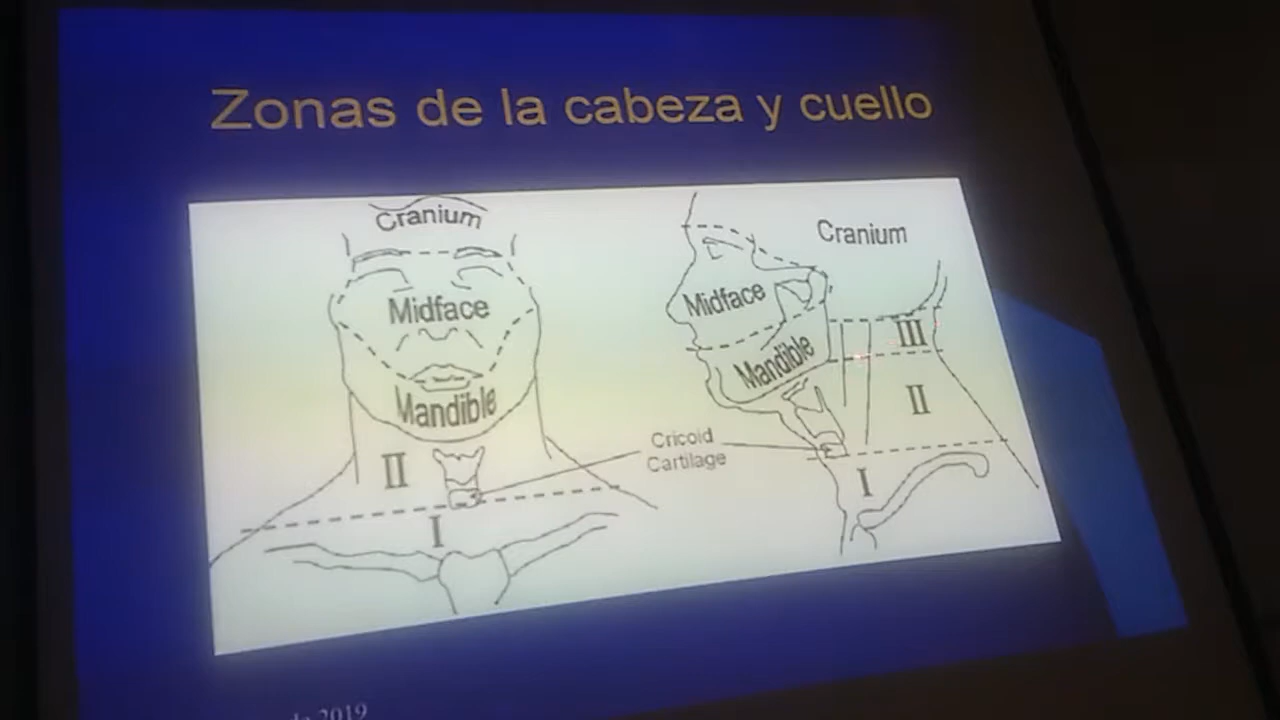 Zonas de la cabeza y cuello
Cranium
Midface
Mandible
II
I
Cricoid
Cartilage
Cranium
Midface
Mandible
III
II
I
2019